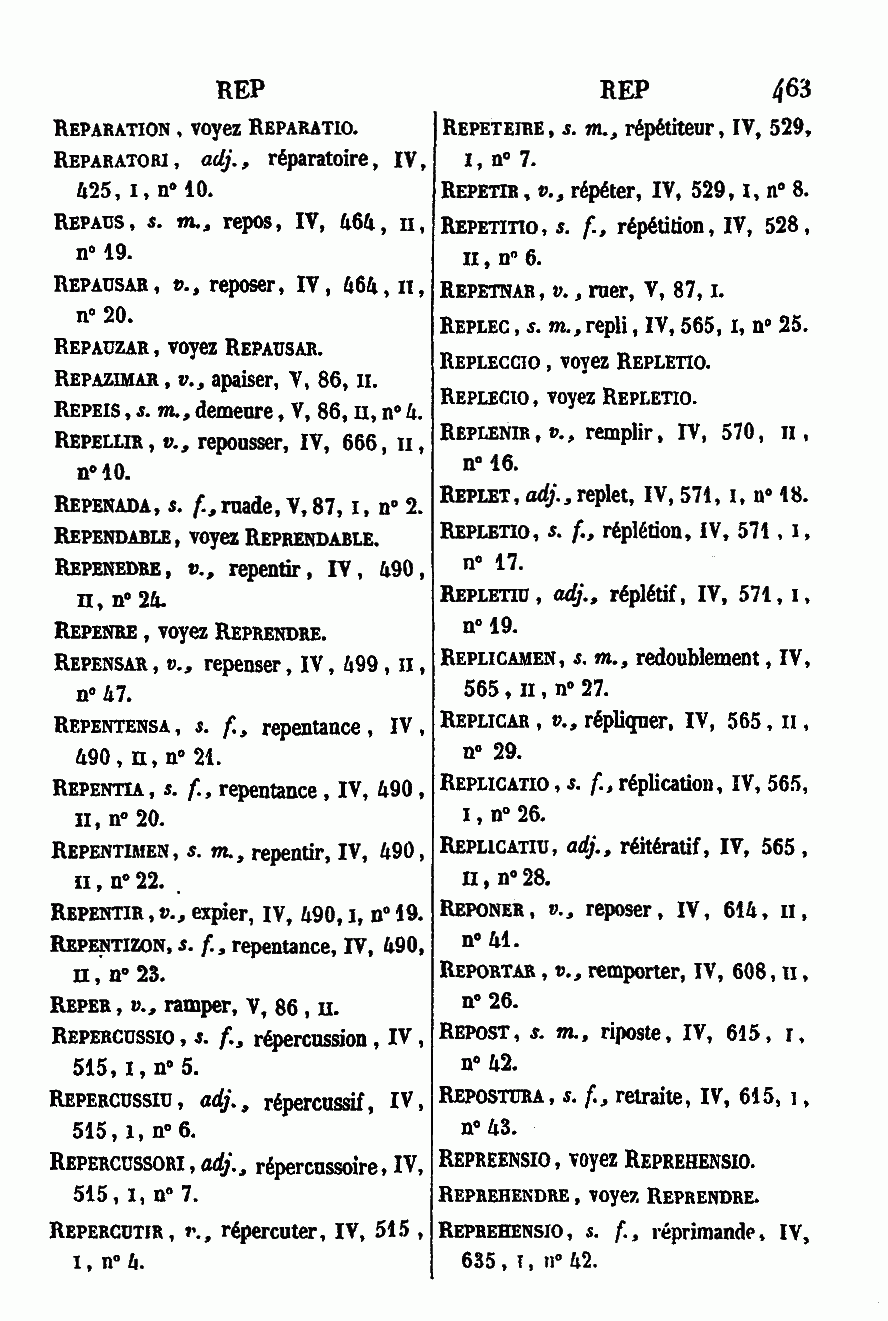 REP
REP 463
REPARATION, voyez REPARATIO.
REPARATORI, adj., réparatoire, IV,
425, I, n° 10.
REPAUS, s. m., repos, IV, 464, II,
n° 19.
REPAUSAR, v., reposer, IV, 464, II,
n° 20.
REPAUZAR, voyez REPAUSAR.
REPAZIMAR, v., apaiser, V, 86, II.
REPEIS, s. m., demeure, V, 86, II, n° 4.
REPELLIR, v., repousser, IV, 666, II,
n° 10.
REPENADA, s. f., ruade, V, 87, I, n° 2.
REPENDABLE, voyez REPRENDABLE.
REPENEDRE, v., repentir, IV, 490,
II, n° 24.
REPENRE, voyez REPRENDRE.
REPENSAR, v., repenser, IV, 499, II,
n° 47.
REPENTENSA, s. f., repentance, IV,
490, II, n° 21.
REPENTIA, s. f., repentance, IV, 490,
II, n° 20.
REPENTIMEN, s. m., repentir, IV, 490,
II, n° 22.
REPENTIR, v., expier, IV, 490, I, n° 19.
REPENTIZON, s. f., repentance, IV, 490,
II, n° 23.
REPER, v., ramper, V, 86, II.
REPERCUSSIO, s. f., répercussion, IV,
515, I, n° 5.
REPERCUSSIU, adj., répercussif, IV,
515, I, n° 6.
REPERCUSSORI, adj., répercussoire, IV,
515, I, n° 7.
REPERCUTIR, v., répercuter, IV, 515,
I, n° 4.
REPETEIRE, s. m., répétiteur, IV, 529,
I, n° 7.
REPETIR, v., répéter, IV, 529, I, n° 8.
REPETITIO, s. f., répétition, IV, 528,
II, n° 6.
REPETNAR, v., ruer, V, 87, I.
REPLEC, s. m., repli, IV, 565, I, n° 25.
REPLECCIO, voyez REPLETIO.
REPLECIO, voyez REPLETIO.
REPLENIR, v., remplir, IV, 570, II,
n° 16.
REPLET, adj., replet, IV, 571, I, n° 18.
REPLETIO, s. f., réplétion, IV, 571, I,
n° 17.
REPLETIU, adj., réplétif, IV, 571, I,
n° 19.
REPLICAMEN, s. m., redoublement, IV,
565, II, n° 27.
REPLICAR, v., répliquer, IV, 565, II,
n° 29.
REPLICATIO, s. f., réplication, IV, 565,
I, n° 26.
REPLICATIU, adj., réitératif, IV, 565,
II, n° 28.
REPONER, v., reposer, IV, 614, II,
n° 41.
REPORTAR, v., remporter, IV, 608, II,
n° 26.
REPOST, s. m., riposte, IV, 615, I,
n° 42.
REPOSTURA, s. f., retraite, IV, 615, I,
n° 43.
REPREENSIO, voyez REPREHENSIO.
REPREHENDRE, voyez REPRENDRE.
REPREHENSIO, s. f., réprimande, IV,
635, I, n° 42.